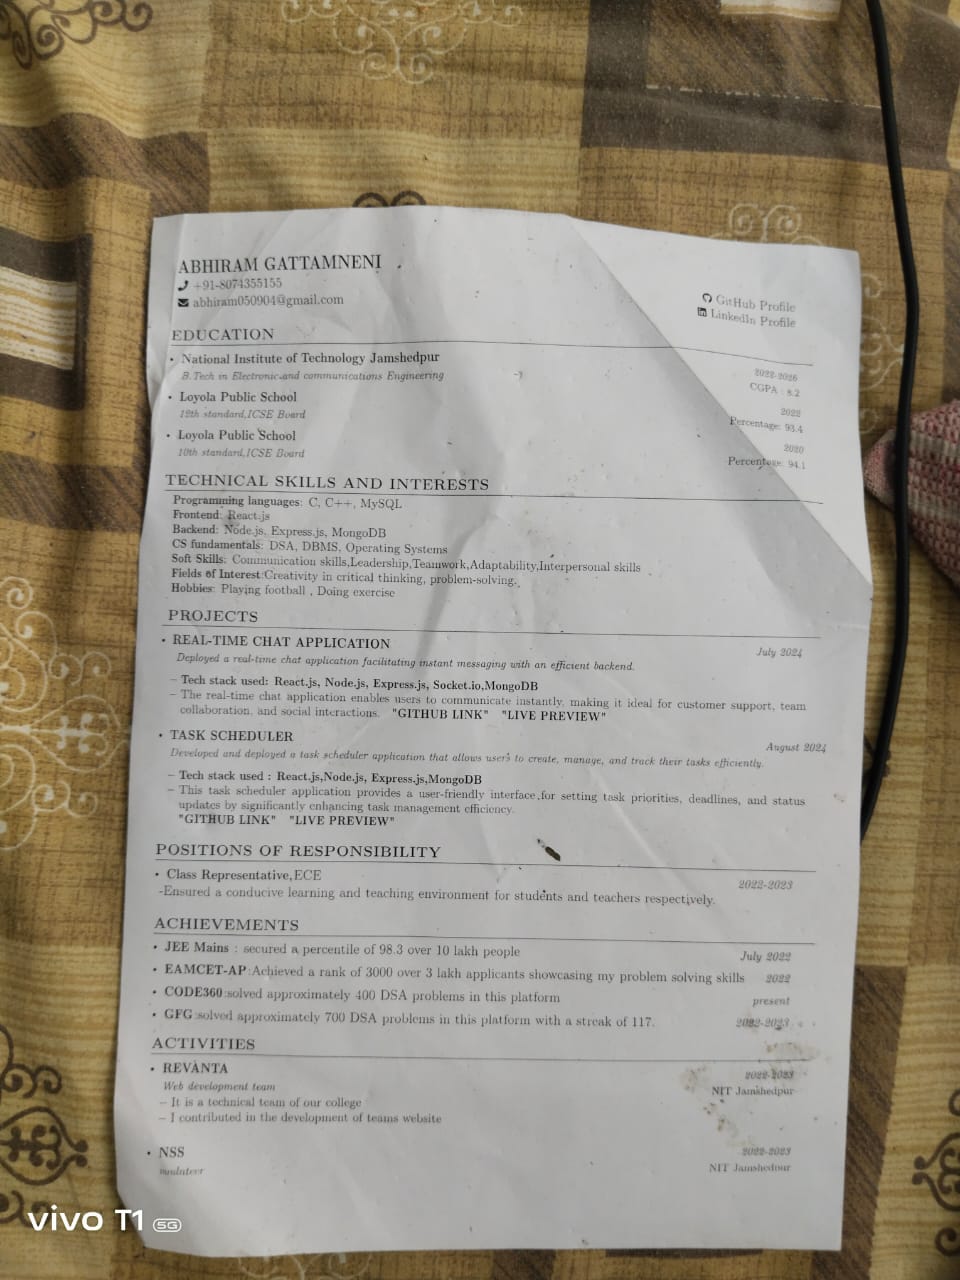 ABHIRAM GATTAMNENI
+91-8074355155
abhiram050904@gmail.com
GitHub Profile
LinkedIn Profile
EDUCATION
• National Institute of Technology Jamshedpur 2022-2026
B.Tech in Electronic and communications Engineering CGPA : 8.2
• Loyola Public School 2022
12th standard,ICSE Board Percentage: 93.4
• Loyola Public School 2020
10th standard,ICSE Board Percentage: 94.1
TECHNICAL SKILLS AND INTERESTS
Programming languages: C, C++, MySQL
Frontend: React.js
Backend: Node.js, Express.js, MongoDB
CS fundamentals: DSA, DBMS, Operating Systems
Soft Skills: Communication skills,Leadership,Teamwork,Adaptability,Interpersonal skills
Fields of Interest:Creativity in critical thinking, problem-solving.
Hobbies: Playing football , Doing exercise
PROJECTS
• REAL-TIME CHAT APPLICATION July 2024
Deployed a real-time chat application facilitating instant messaging with an efficient backend.
– Tech stack used: React.js, Node.js, Express.js, Socket.io,MongoDB
– The real-time chat application enables users to communicate instantly, making it ideal for customer support, team
collaboration, and social interactions. "GITHUB LINK" "LIVE PREVIEW"
• TASK SCHEDULER August 2024
Developed and deployed a task scheduler application that allows users to create, manage, and track their tasks efficiently.
– Tech stack used : React.js,Node.js, Express.js,MongoDB
– This task scheduler application provides a user-friendly interface,for setting task priorities, deadlines, and status
updates by significantly enhancing task management efficiency.
"GITHUB LINK" "LIVE PREVIEW"
POSITIONS OF RESPONSIBILITY
• Class Representative,ECE 2022-2023
-Ensured a conducive learning and teaching environment for students and teachers respectively.
ACHIEVEMENTS
• JEE Mains : secured a percentile of 98.3 over 10 lakh people July 2022
• EAMCET-AP:Achieved a rank of 3000 over 3 lakh applicants showcasing my problem solving skills 2022
• CODE360:solved approximately 400 DSA problems in this platform present
• GFG:solved approximately 700 DSA problems in this platform with a streak of 117. 2022-2023
ACTIVITIES
• REVANTA 2022-2023
Web development team NIT Jamshedpur
– It is a technical team of our college
– I contributed in the development of teams website
• NSS 2022-2023
NIT Jamshedpur
vivo T1 5G